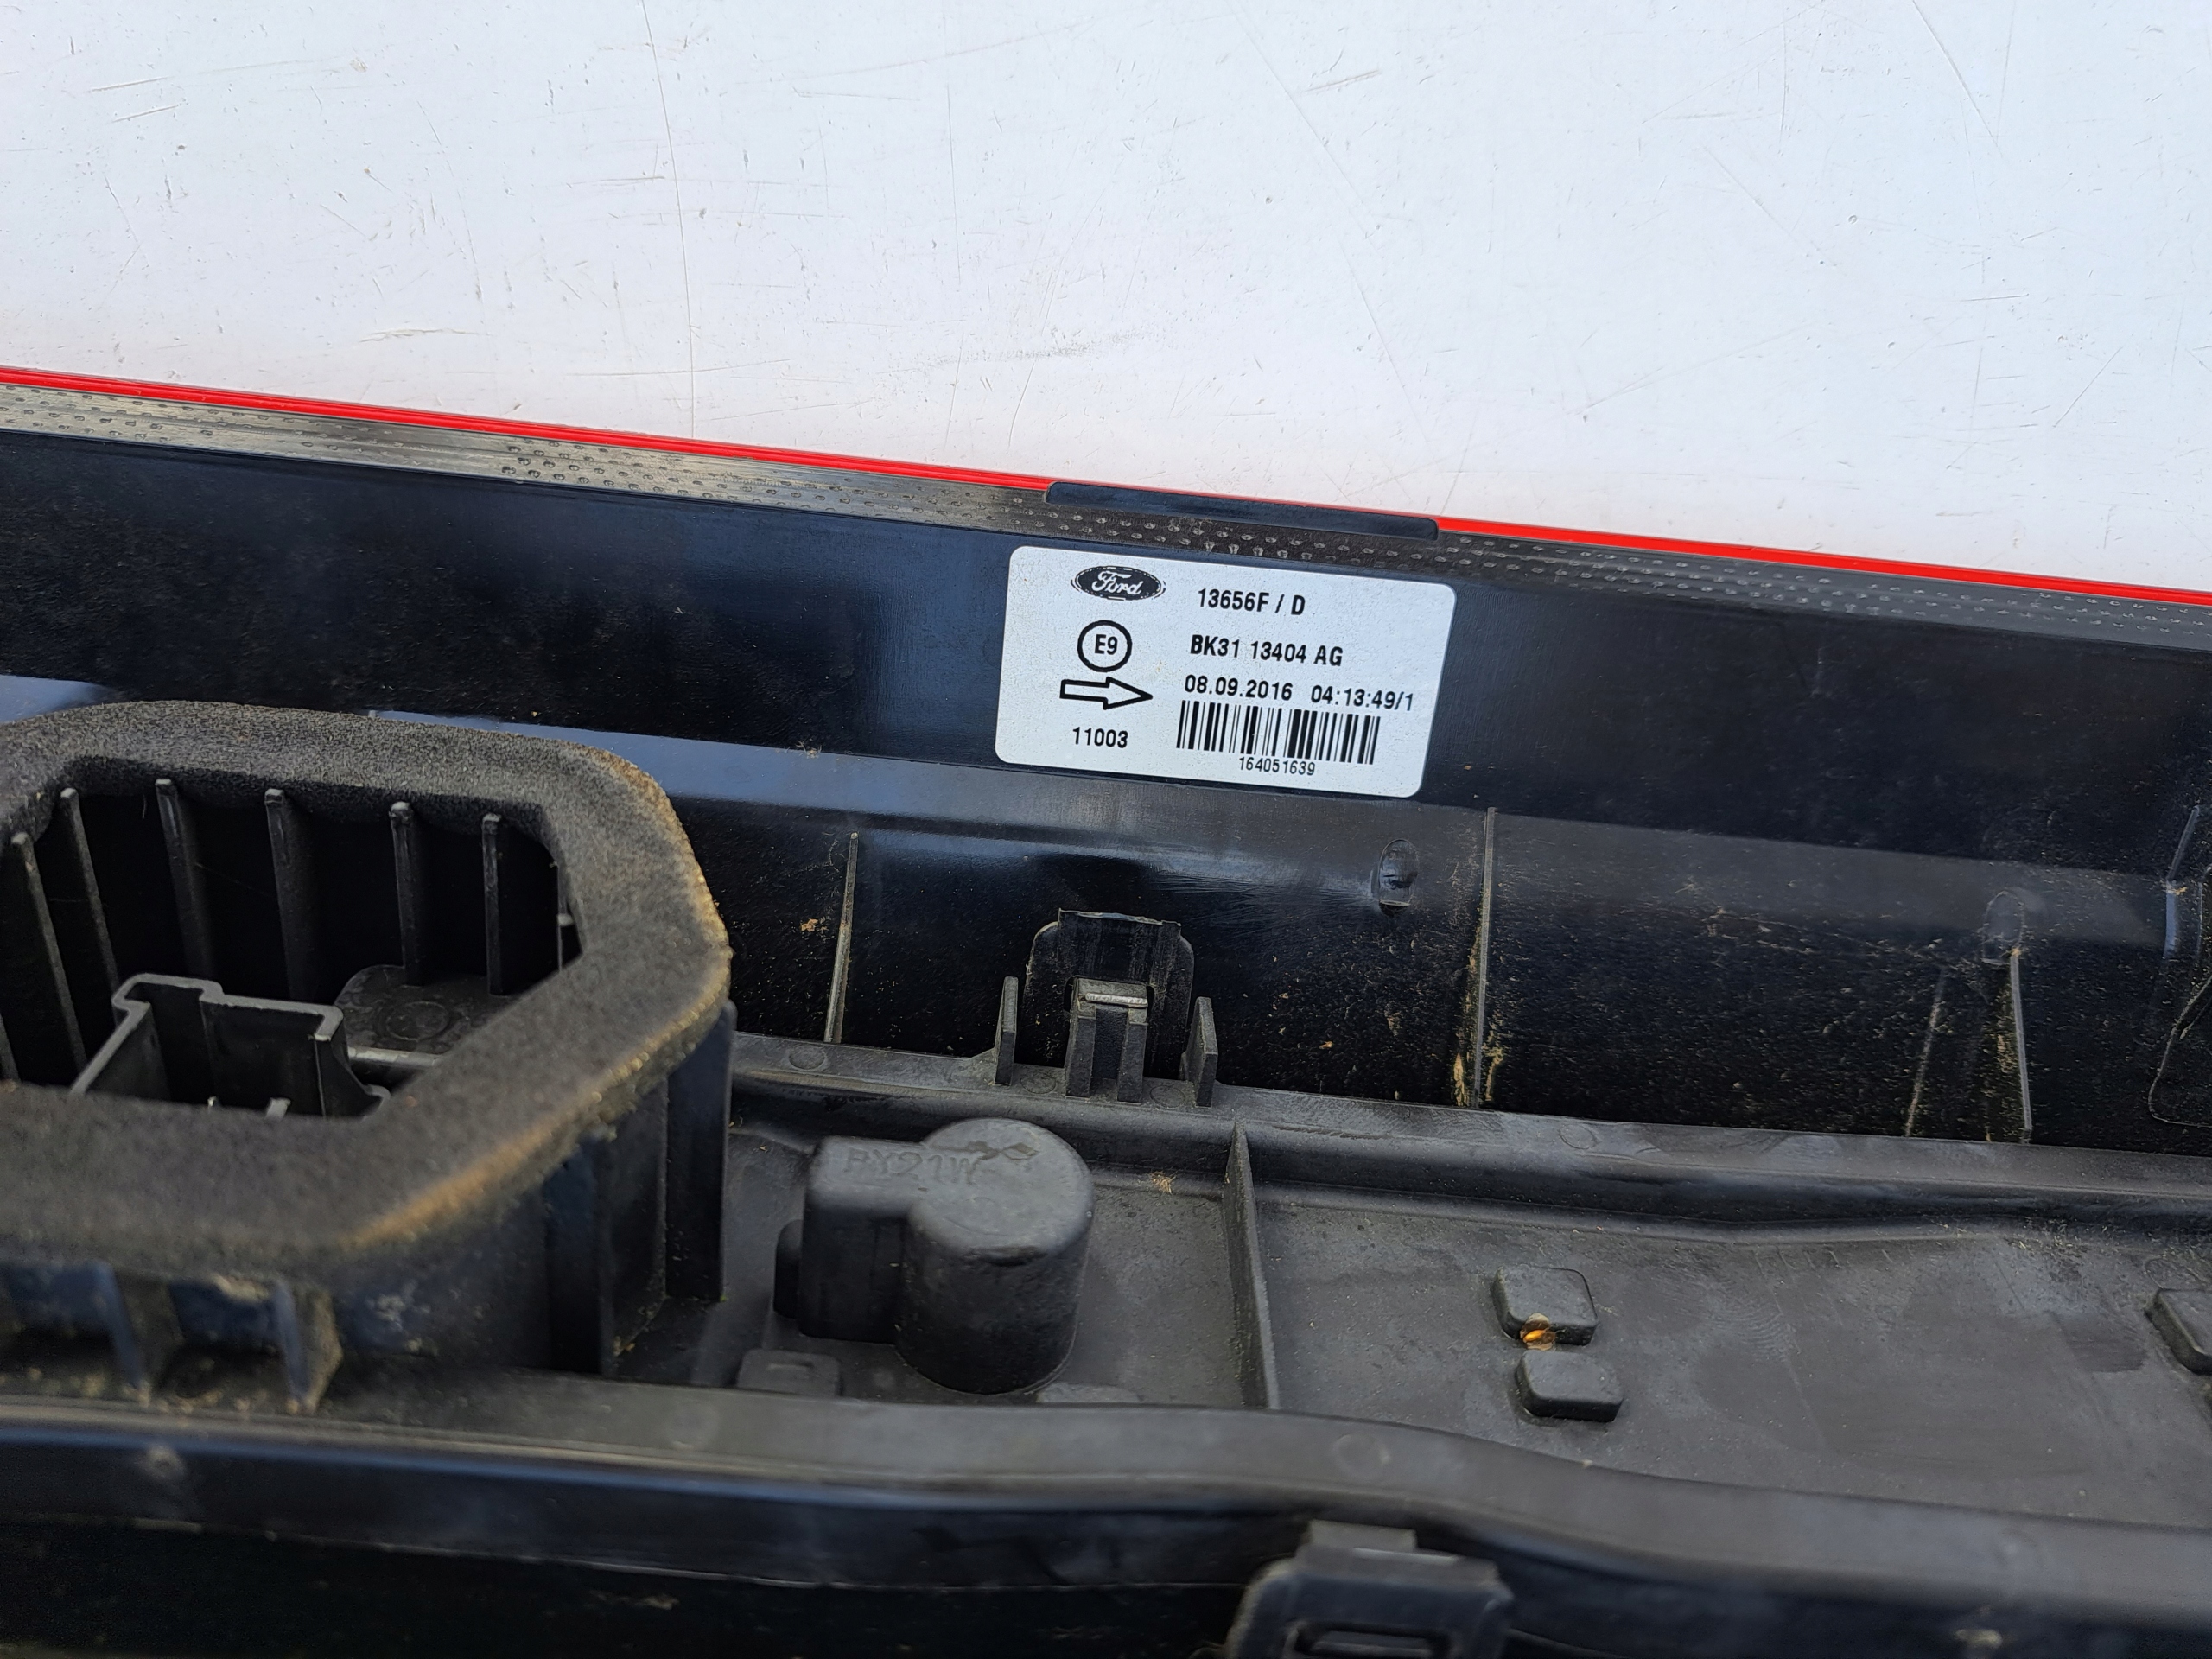 Ford
13656F / D
E9
BK31 13404 AG
08.09.2016 04:13:49/1
11003
164051639
PY21W